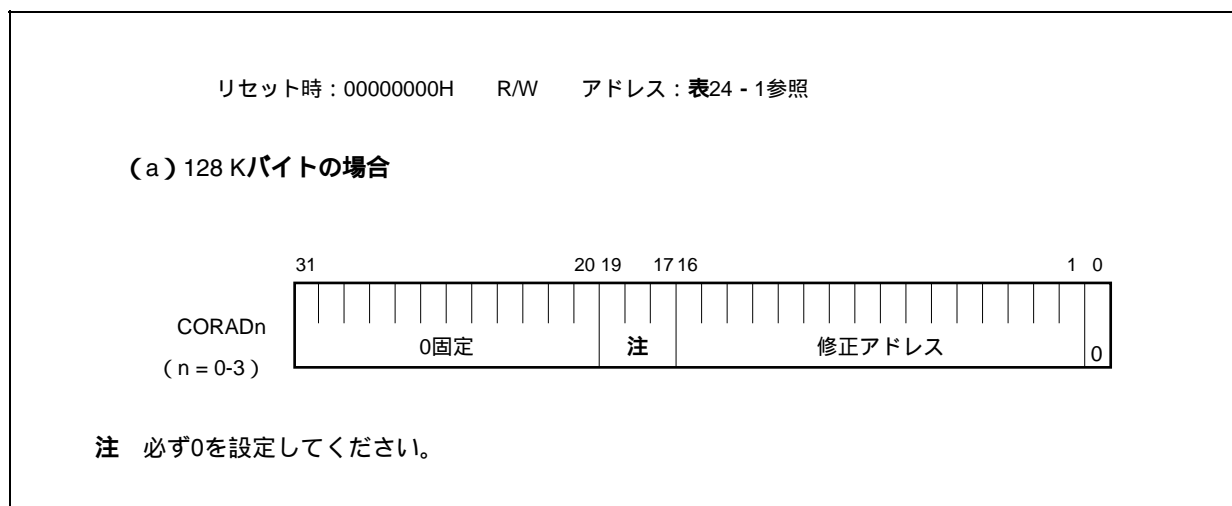 リセット時：00000000H　R/W　アドレス：表24 - 1参照
（a）128 Kバイトの場合
31 20 19 17 16 1 0
CORADn
（n = 0-3）
0固定 注 修正アドレス 0
注　必ず0を設定してください。